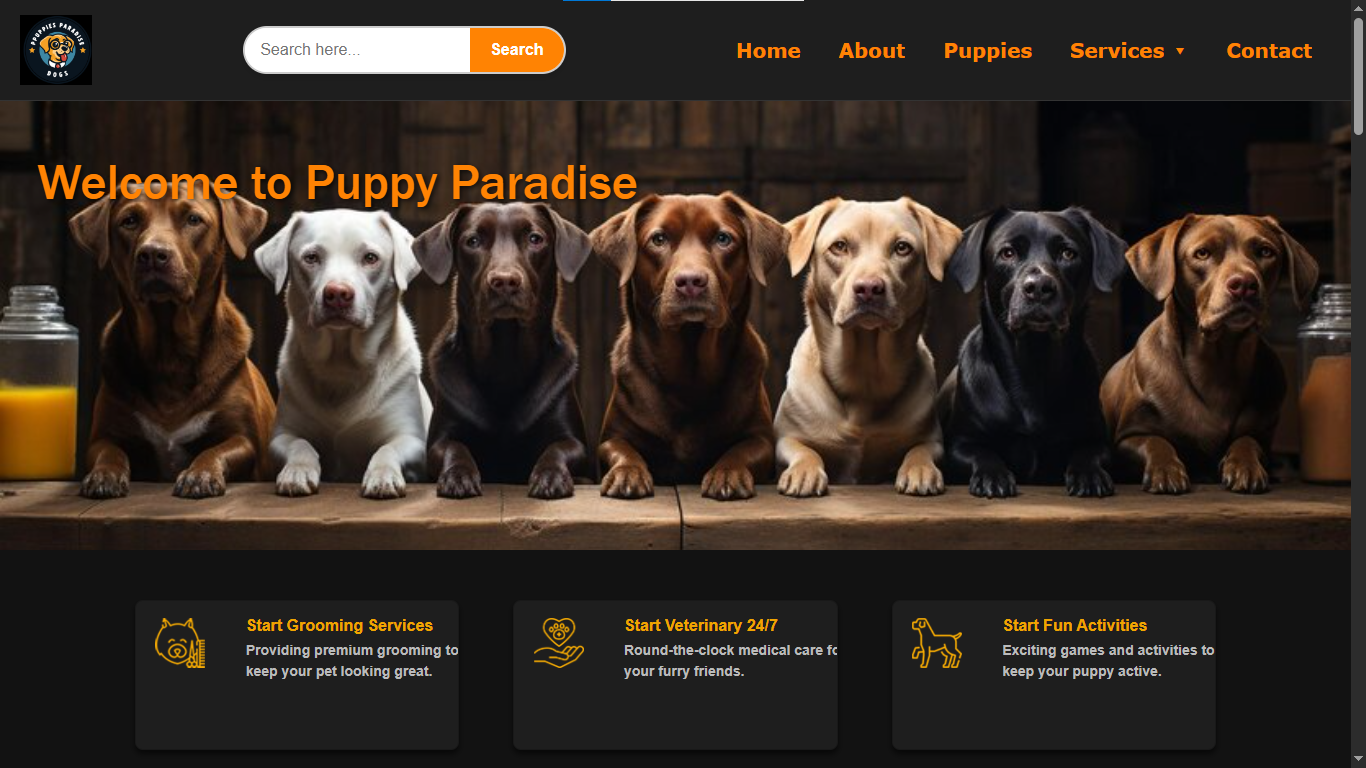 PPUPPIES PARADISE
DOGS
Search here...
Search
Home
About
Puppies
Services ▼
Contact
Welcome to Puppy Paradise
Start Grooming Services
Providing premium grooming to
keep your pet looking great.
Start Veterinary 24/7
Round-the-clock medical care fo
your furry friends.
Start Fun Activities
Exciting games and activities to
keep your puppy active.